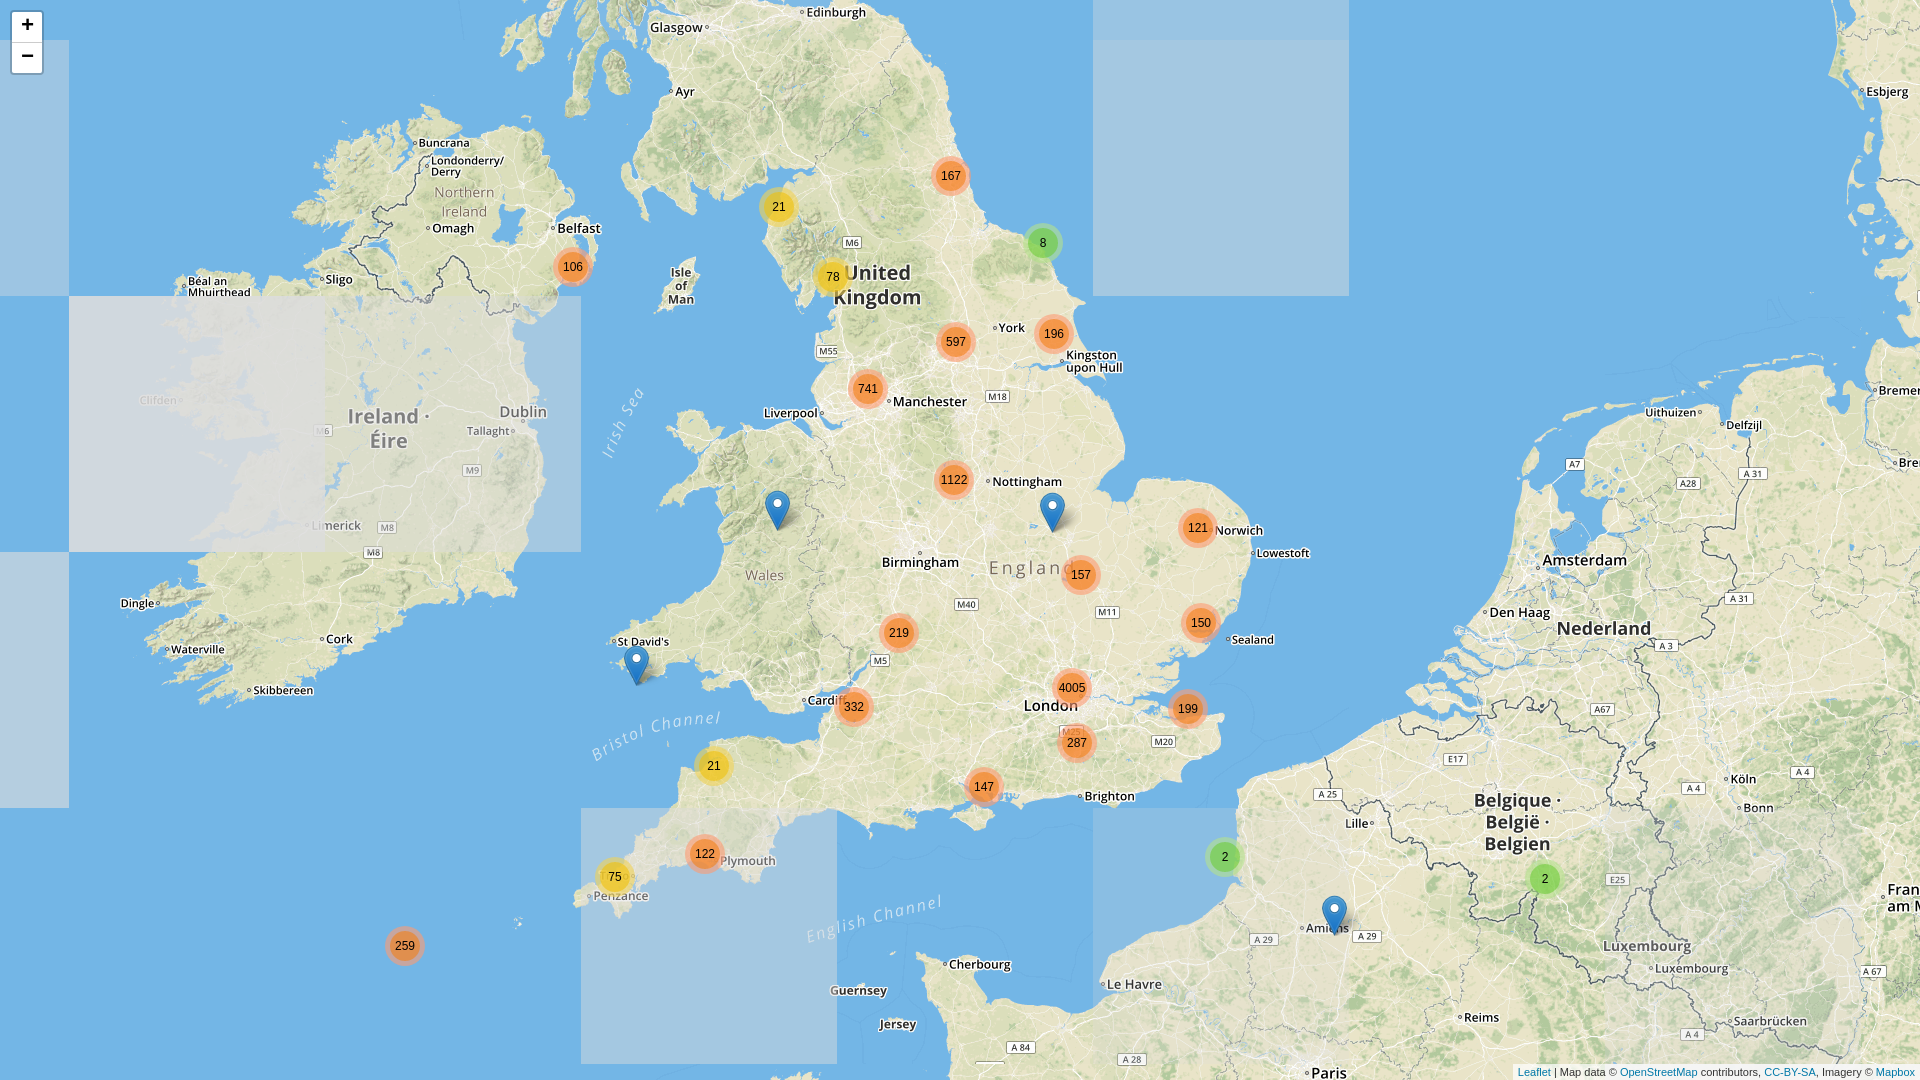 +
−
Edinburgh
Glasgow
Ayr
Esbjerg
Buncrana
Londonderry/
Derry
Northern
Ireland
Omagh
Belfast
167
21
M6
8
106
Sligo
Béal an
Mhuirthead
Isle
of
Man
78
United
Kingdom
York
196
597
Kingston
upon Hull
M55
741
Manchester
M18
Liverpool
Irish Sea
Clifden
Ireland ·
Éire
Dublin
Tallaght
M6
M9
Limerick
M8
M8
Uithuizen
Delfzijl
Bremer
Bre
A7
A 31
A28
1122
Nottingham
121
Norwich
Lowestoft
Birmingham
England
157
Wales
Amsterdam
Den Haag
Nederland
A 31
A 3
M40
M11
150
Sealand
219
M5
Dingle
Cork
Waterville
Skibbereen
St David's
4005
London
Cardiff
332
199
M25
287
M20
Bristol Channel
21
147
Brighton
A67
E17
Köln
A 4
A 4
Bonn
A 25
Lille
Belgique ·
België ·
Belgien
122
Plymouth
75
Penzance
2
2
E25
Fran
am M
English Channel
259
Amiens
A 29
A 29
Luxembourg
Luxembourg
A 67
Cherbourg
Le Havre
Guernsey
Jersey
Reims
Saarbrücken
A 4
A 84
A 28
Paris
Leaflet | Map data © OpenStreetMap contributors, CC-BY-SA, Imagery © Mapbox